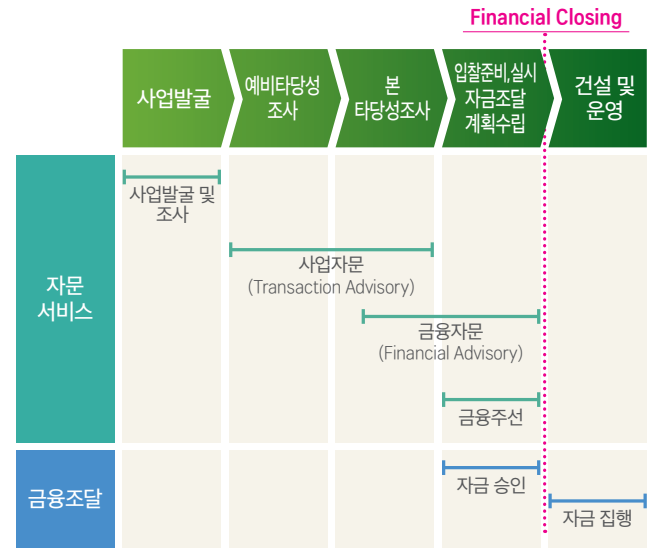 Financial Closing
사업발굴
예비타당성
조사
본
타당성조사
입찰준비,실시
자금조달
계획수립
건설 및
운영
자문
서비스
사업발굴 및
조사
사업자문
(Transaction Advisory)
금융자문
(Financial Advisory)
금융주선
금융조달
자금 승인
자금 집행